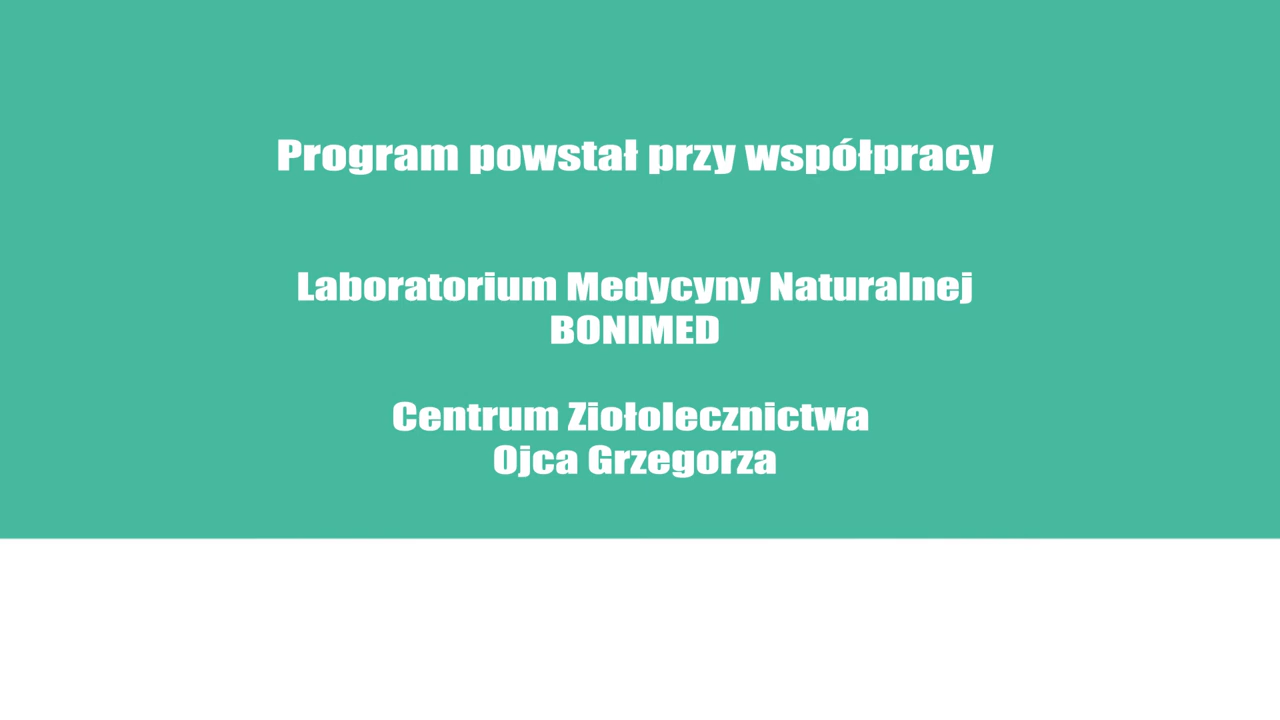 Program powstał przy współpracy
Laboratorium Medycyny Naturalnej
BONIMED
Centrum Ziołolecznictwa
Ojca Grzegorza